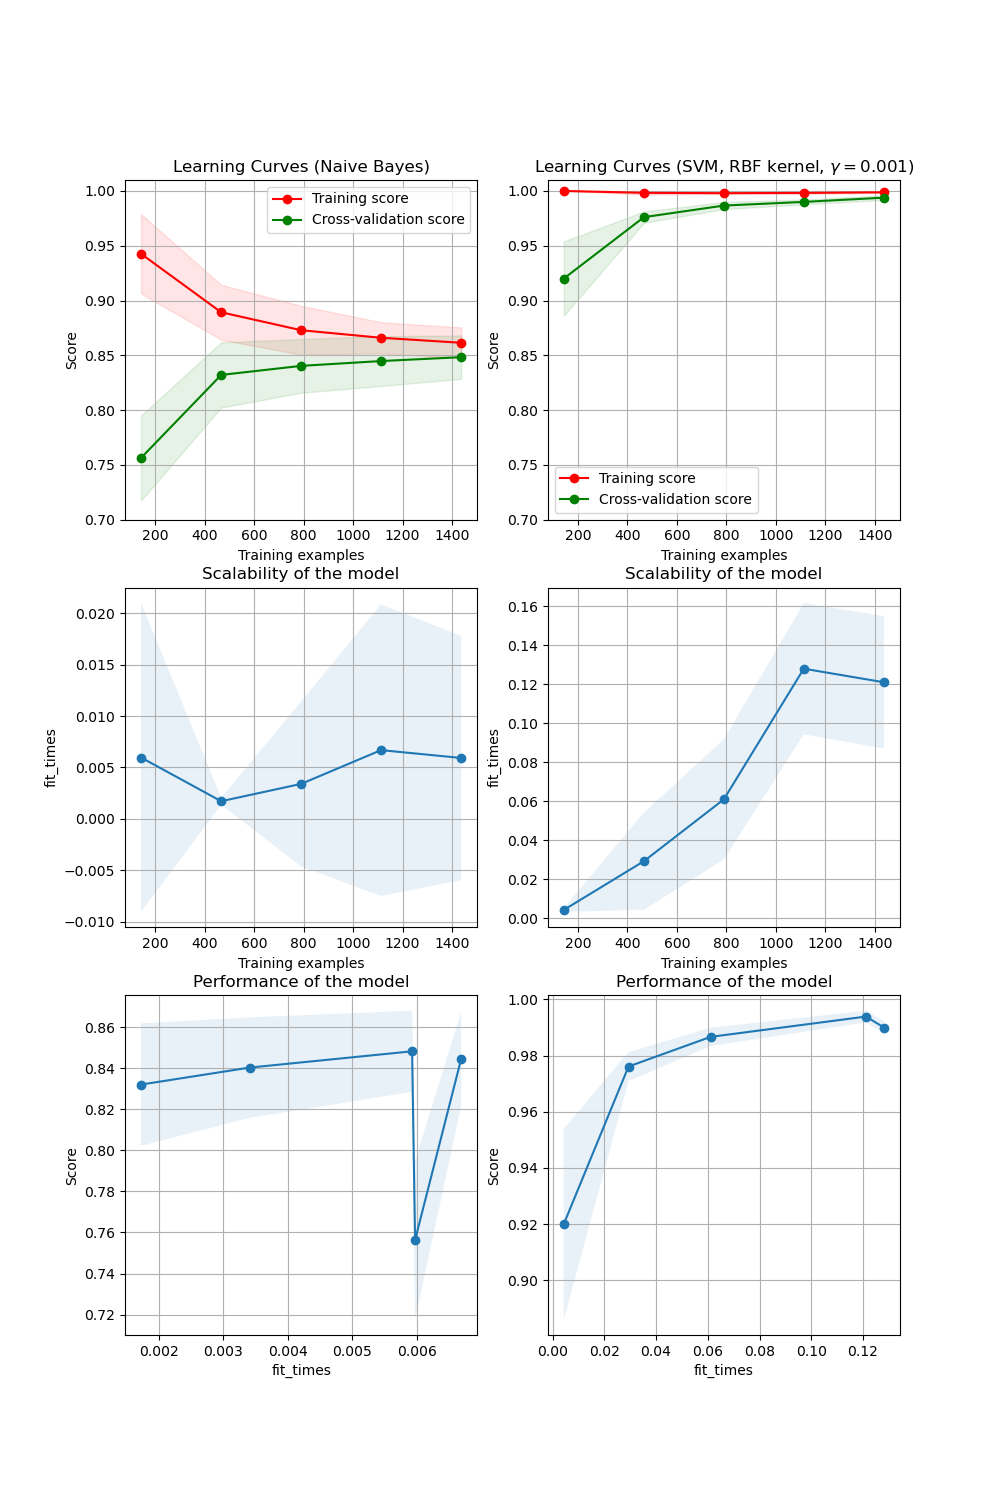 Learning Curves (Naive Bayes)
1.00
0.95
0.90
0.85
0.80
0.75
0.70
Score
Training score
Cross-validation score
200 400 600 800 1000 1200 1400
Training examples
Learning Curves (SVM, RBF kernel, γ = 0.001)
1.00
0.95
0.90
0.85
0.80
0.75
0.70
Score
Training score
Cross-validation score
200 400 600 800 1000 1200 1400
Training examples
Scalability of the model
0.020
0.015
0.010
0.005
0.000
−0.005
−0.010
fit_times
200 400 600 800 1000 1200 1400
Training examples
Scalability of the model
0.16
0.14
0.12
0.10
0.08
0.06
0.04
0.02
0.00
fit_times
200 400 600 800 1000 1200 1400
Training examples
Performance of the model
0.86
0.84
0.82
0.80
0.78
0.76
0.74
0.72
Score
0.002 0.003 0.004 0.005 0.006
fit_times
Performance of the model
1.00
0.98
0.96
0.94
0.92
0.90
Score
0.00 0.02 0.04 0.06 0.08 0.10 0.12
fit_times